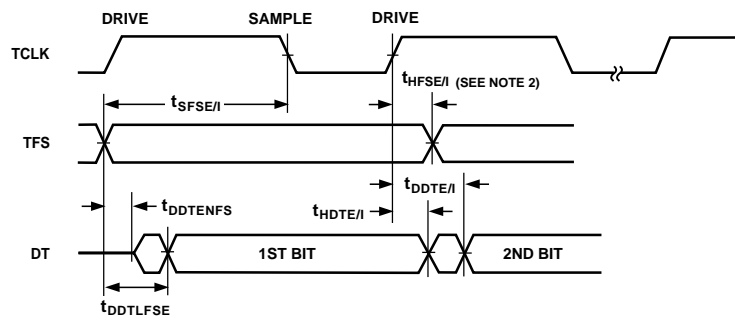 DRIVE SAMPLE DRIVE
TCLK
tHFSE/I (SEE NOTE 2)
tSFSE/I
TFS
tDDTE/I
tDDTENFS
tHDTE/I
DT
1ST BIT 2ND BIT
tDDTLFSE